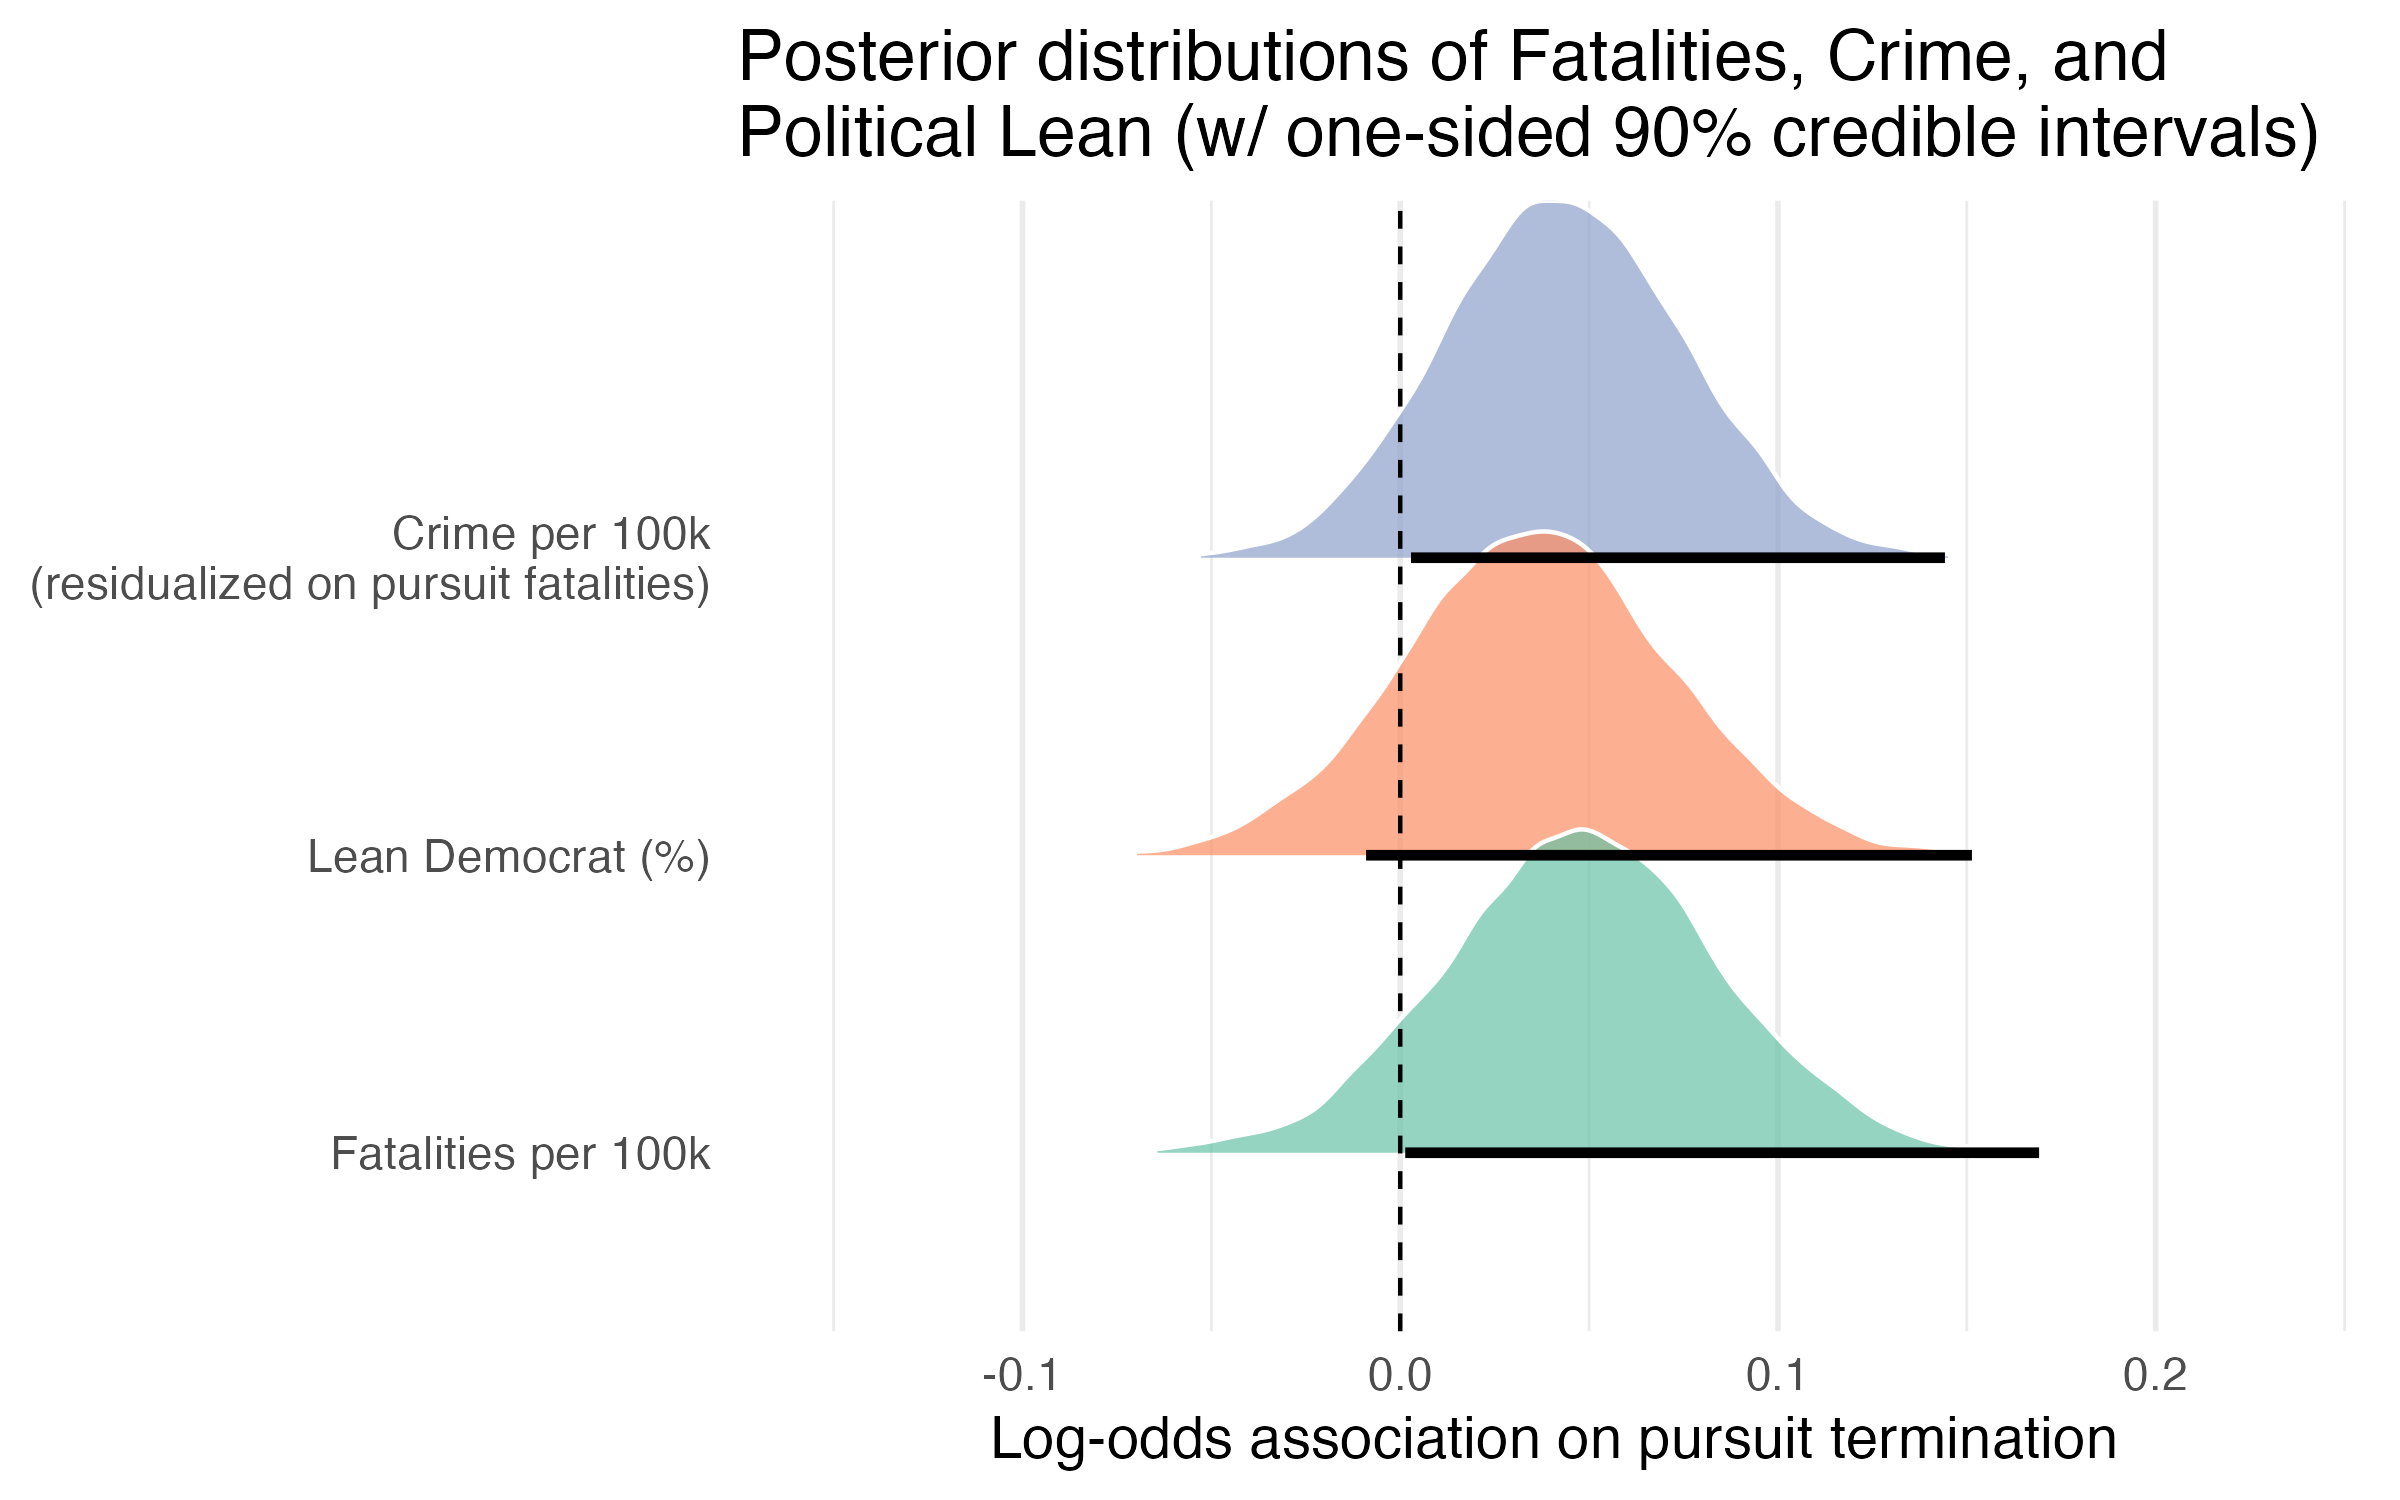 Posterior distributions of Fatalities, Crime, and
Political Lean (w/ one-sided 90% credible intervals)
Crime per 100k
(residualized on pursuit fatalities)
Lean Democrat (%)
Fatalities per 100k
-0.1 0.0 0.1 0.2
Log-odds association on pursuit termination